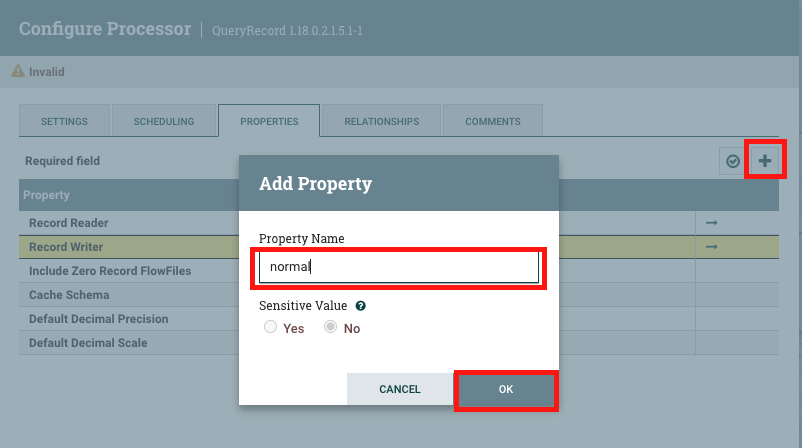 Configure Processor | QueryRecord 1.18.0.2.1.5.1-1
Invalid
SETTINGS SCHEDULING PROPERTIES RELATIONSHIPS COMMENTS
Required field
Property
Record Reader
Record Writer
Include Zero Record FlowFiles
Cache Schema
Default Decimal Precision
Default Decimal Scale
Add Property
Property Name
normal
Sensitive Value
Yes No
CANCEL OK